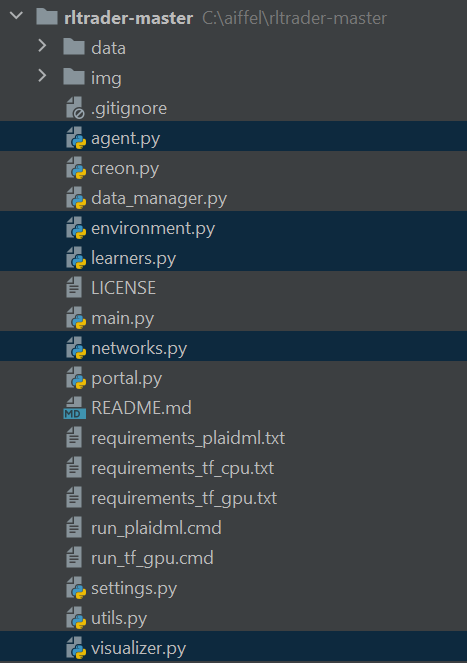 rltrader-master C:\aiffel\rltrader-master
data
img
.gitignore
agent.py
creon.py
data_manager.py
environment.py
learners.py
LICENSE
main.py
networks.py
portal.py
MD README.md
requirements_plaidml.txt
requirements_tf_cpu.txt
requirements_tf_gpu.txt
run_plaidml.cmd
run_tf_gpu.cmd
settings.py
utils.py
visualizer.py